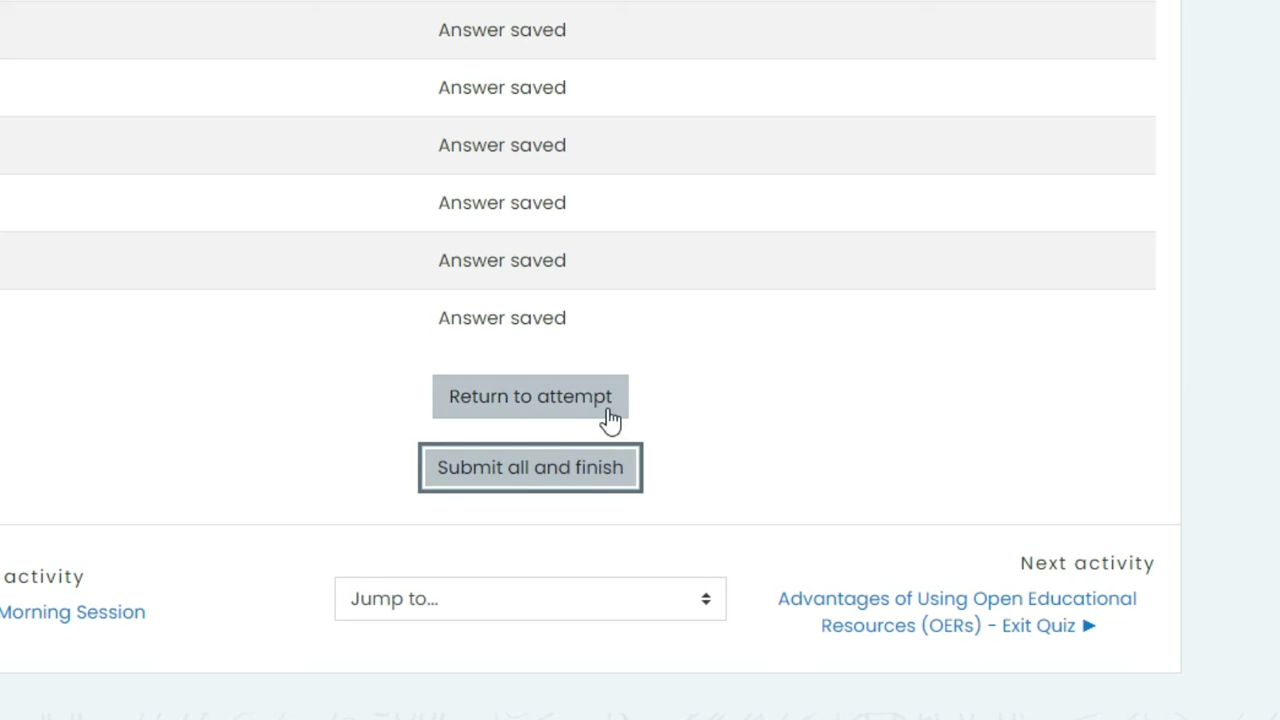 Answer saved
Answer saved
Answer saved
Answer saved
Answer saved
Answer saved
Return to attempt
Submit all and finish
activity
Morning Session
Jump to...
Next activity
Advantages of Using Open Educational
Resources (OERs) - Exit Quiz ►